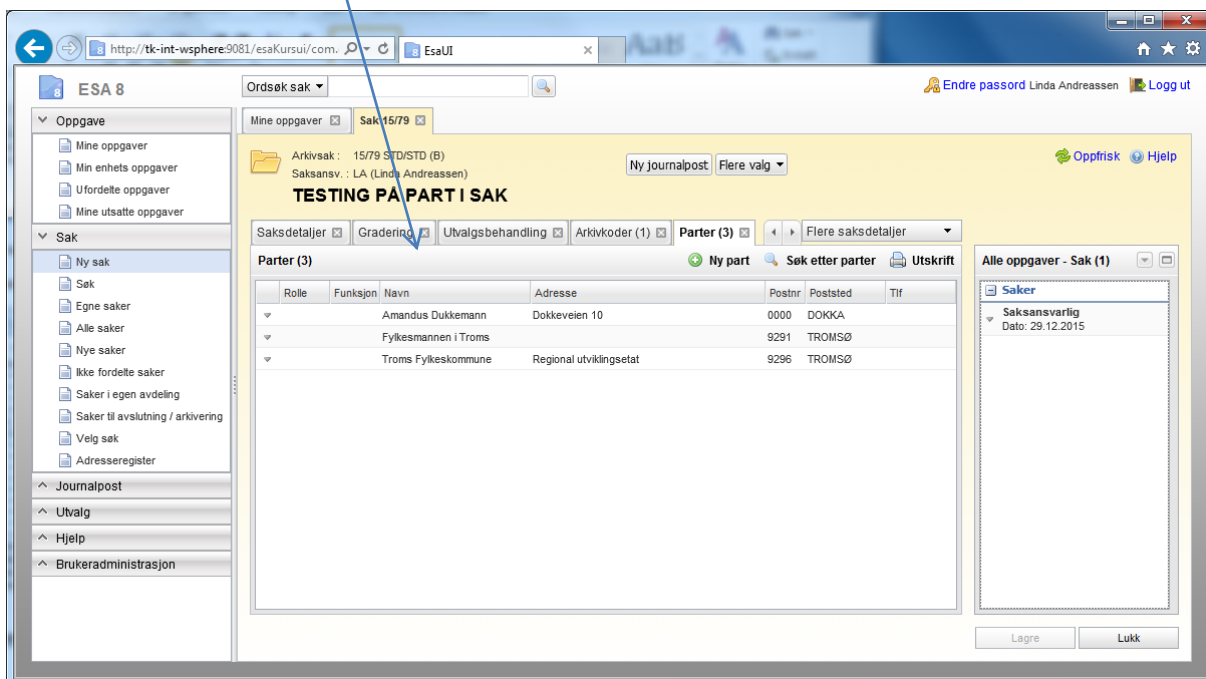 http://tk-int-wsphere:9081/esaKursui/com.
EsaUI
ESA 8
Ordsøk sak
Endre passord Linda Andreassen Logg ut
Oppgave
Mine oppgaver
Min enhets oppgaver
Ufordelte oppgaver
Mine utsatte oppgaver
Sak
Ny sak
Søk
Egne saker
Alle saker
Nye saker
Ikke fordelte saker
Saker i egen avdeling
Saker til avslutning / arkivering
Velg søk
Adresseregister
Journalpost
Utvalg
Hjelp
Brukeradministrasjon
Mine oppgaver Sak 15/79
Arkivsak : 15/79 STD/STD (B)
Saksansv. : LA (Linda Andreassen)
TESTING PÅ PART I SAK
Ny journalpost Flere valg
Oppfrisk Hjelp
Saksdetaljer Gradering Utvalgsbehandling Arkivkoder (1) Parter (3) Flere saksdetaljer
Parter (3) Ny part Søk etter parter Utskrift
Rolle Funksjon Navn Adresse Postnr Poststed Tlf
Amandus Dukkemann Dokkeveien 10 0000 DOKKA
Fylkesmannen i Troms 9291 TROMSØ
Troms Fylkeskommune Regional utviklingsetat 9296 TROMSØ
Alle oppgaver - Sak (1)
Saker
Saksansvarlig
Dato: 29.12.2015
Lagre Lukk